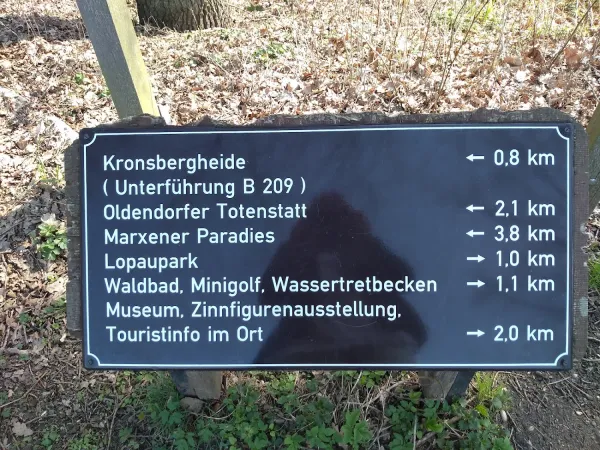 Kronsbergheide ← 0,8 km
( Unterführung B 209 )
Oldendorfer Totenstatt ← 2,1 km
Marxener Paradies ← 3,8 km
Lopaupark → 1,0 km
Waldbad, Minigolf, Wassertretbecken → 1,1 km
Museum, Zinnfigurenausstellung,
Touristinfo im Ort → 2,0 km